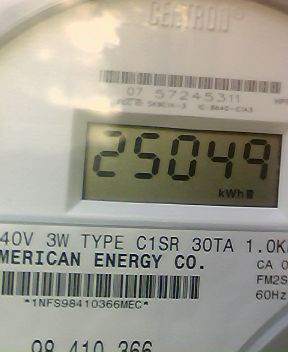 CENTRON®
07 57245311
25049
kWh
40V 3W TYPE C1SR 30TA 1.0K
MERICAN ENERGY CO.
CA 0
FM2S
60Hz
*1NFS98410366MEC*
98 410 366